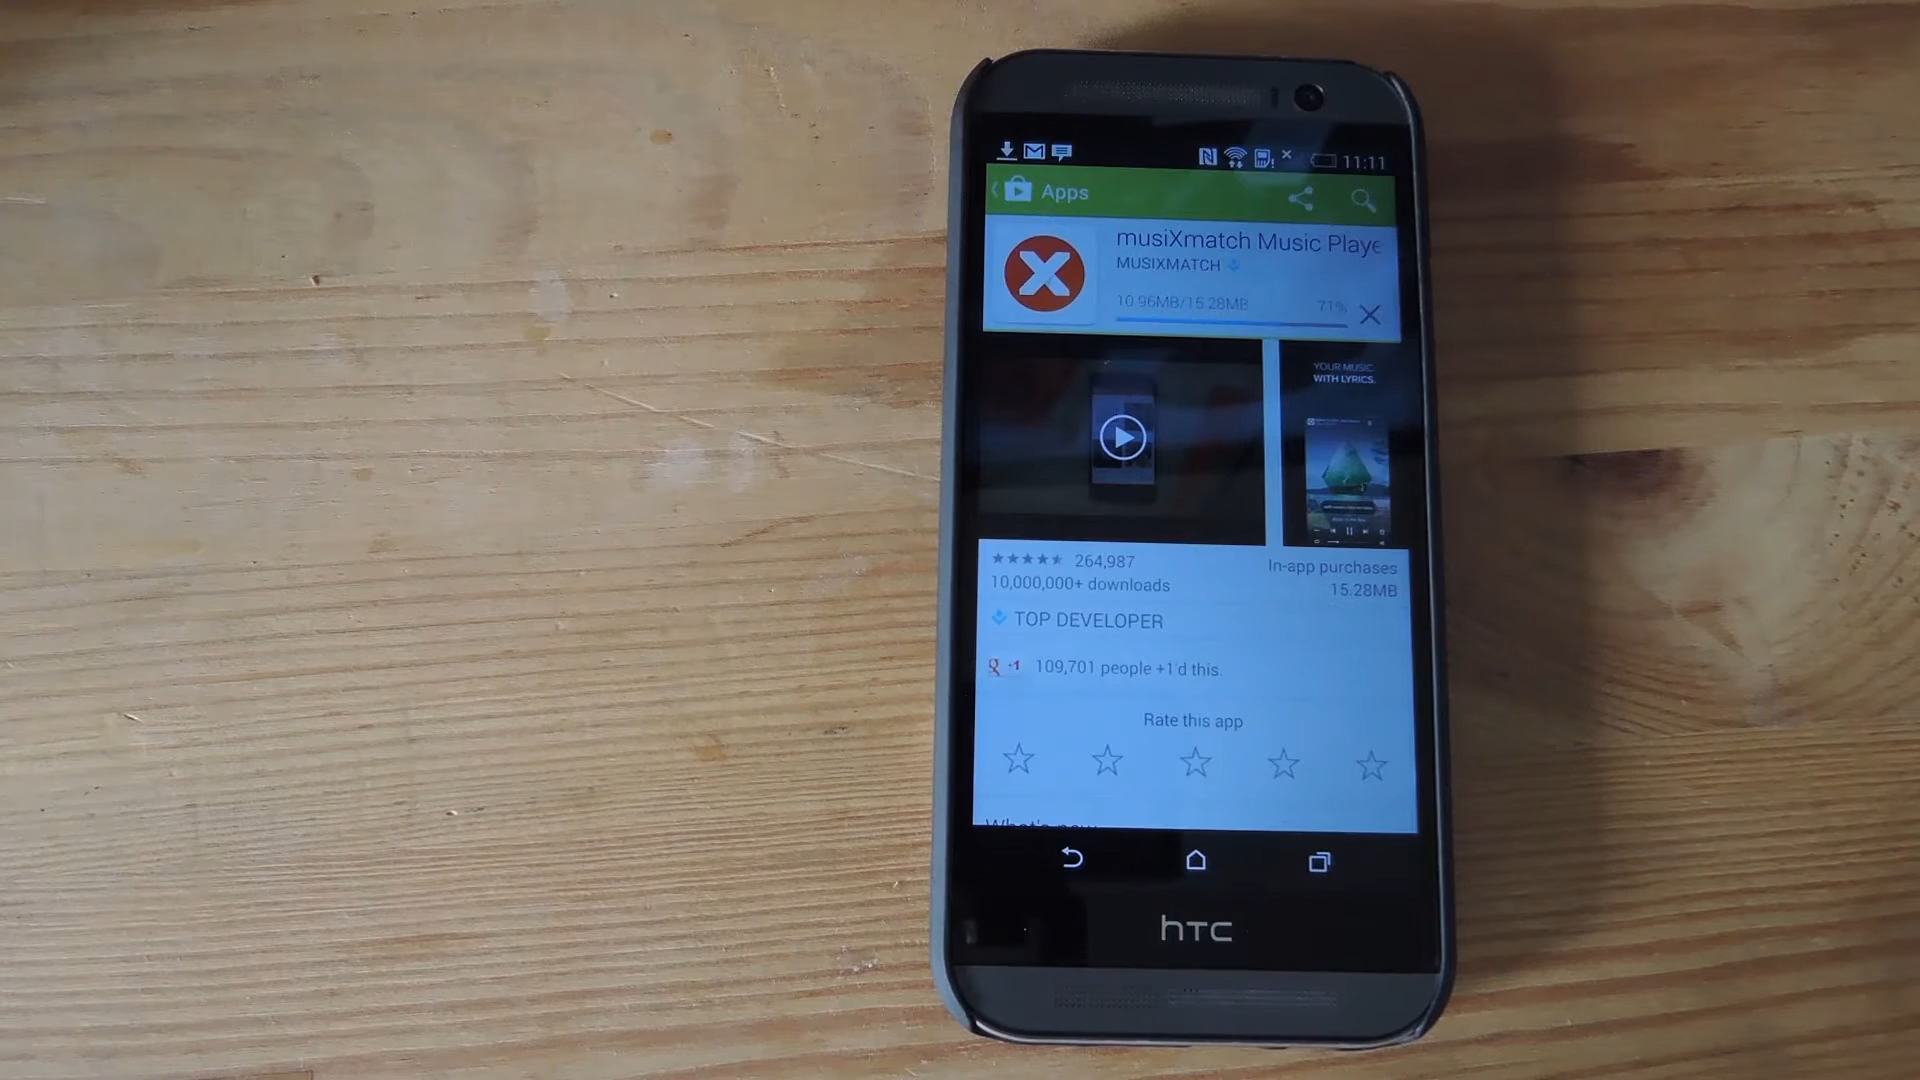 11:11
Apps
musiXmatch Music Playe
MUSIXMATCH
10.96MB/15.28MB 71%
YOUR MUSIC
WITH LYRICS.
264,987
10,000,000+ downloads
In-app purchases
15.28MB
TOP DEVELOPER
+1 109,701 people +1'd this.
Rate this app
What's new
hTC